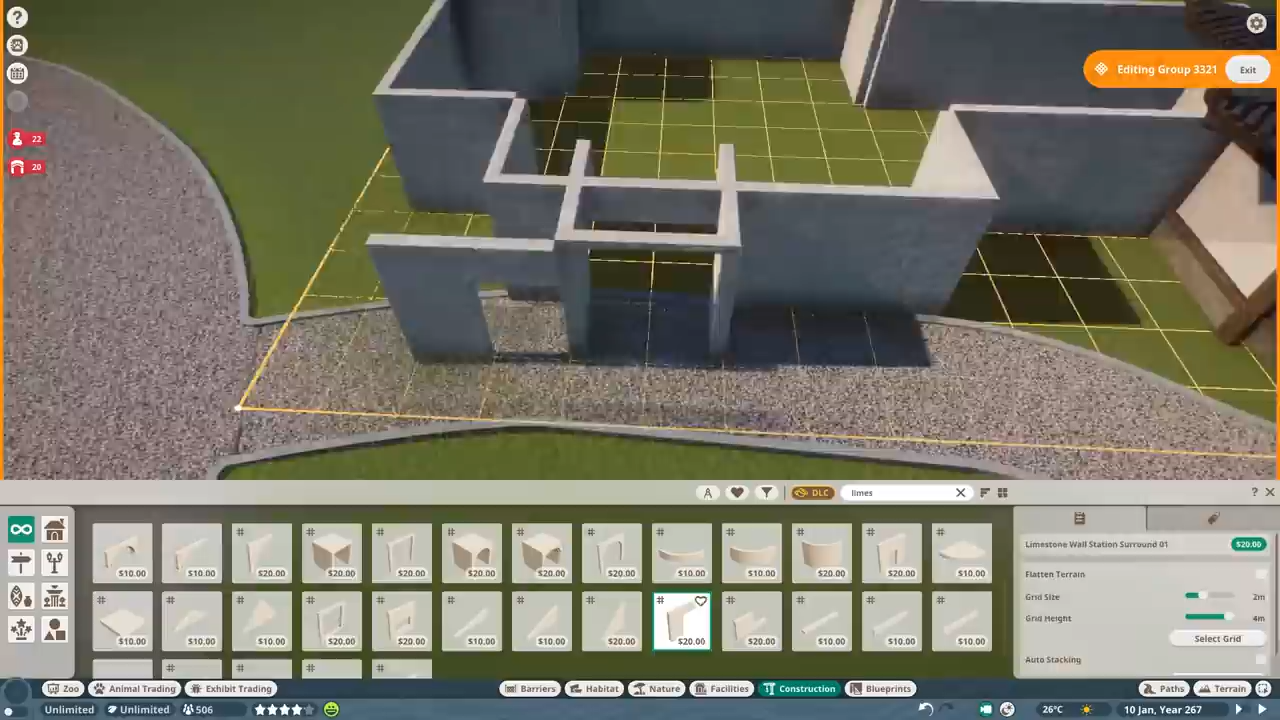 ?
Editing Group 3321 Exit
22
20
DLC limes ? X
$10.00 $10.00 $20.00 $20.00 $20.00 $20.00 $20.00 $20.00 $10.00 $10.00 $20.00 $20.00 $10.00
$10.00 $10.00 $10.00 $20.00 $20.00 $10.00 $10.00 $20.00 $20.00 $20.00 $10.00 $10.00 $10.00
Limestone Wall Station Surround 01 $20.00
Flatten Terrain
Grid Size 2m
Grid Height 4m
Select Grid
Auto Stacking
Zoo Animal Trading Exhibit Trading Barriers Habitat Nature Facilities Construction Blueprints Paths Terrain
Unlimited Unlimited 506 26°C 10 Jan, Year 267